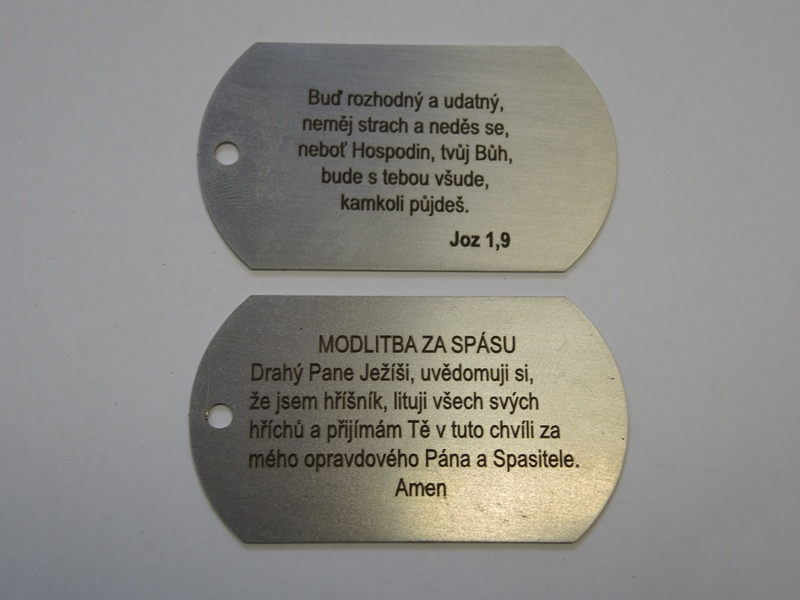 Buď rozhodný a udatný,
neměj strach a neděs se,
neboť Hospodin, tvůj Bůh,
bude s tebou všude,
kamkoli půjdeš.
Joz 1,9
MODLITBA ZA SPÁSU
Drahý Pane Ježíši, uvědomuji si,
že jsem hříšník, lituji všech svých
hříchů a přijímám Tě v tuto chvíli za
mého opravdového Pána a Spasitele.
Amen